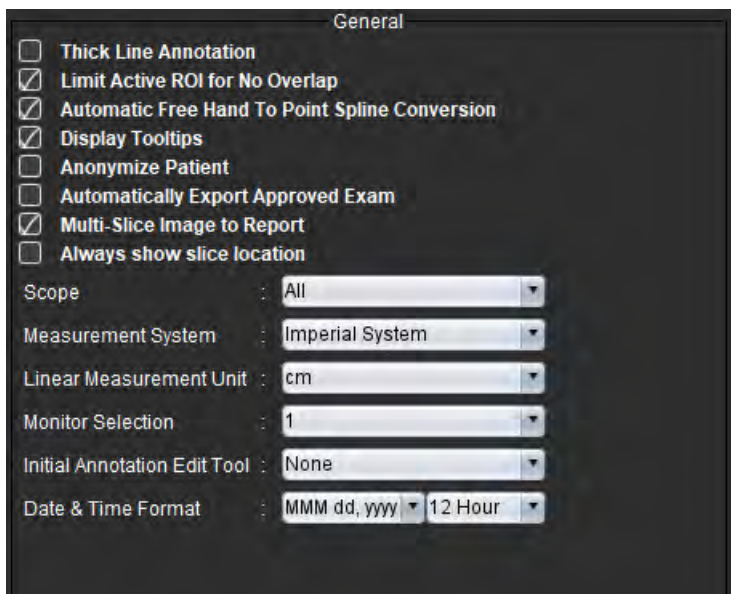 General
Thick Line Annotation
Limit Active ROI for No Overlap
Automatic Free Hand To Point Spline Conversion
Display Tooltips
Anonymize Patient
Automatically Export Approved Exam
Multi-Slice Image to Report
Always show slice location
Scope : All
Measurement System : Imperial System
Linear Measurement Unit : cm
Monitor Selection : 1
Initial Annotation Edit Tool : None
Date & Time Format : MMM dd, yyyy 12 Hour